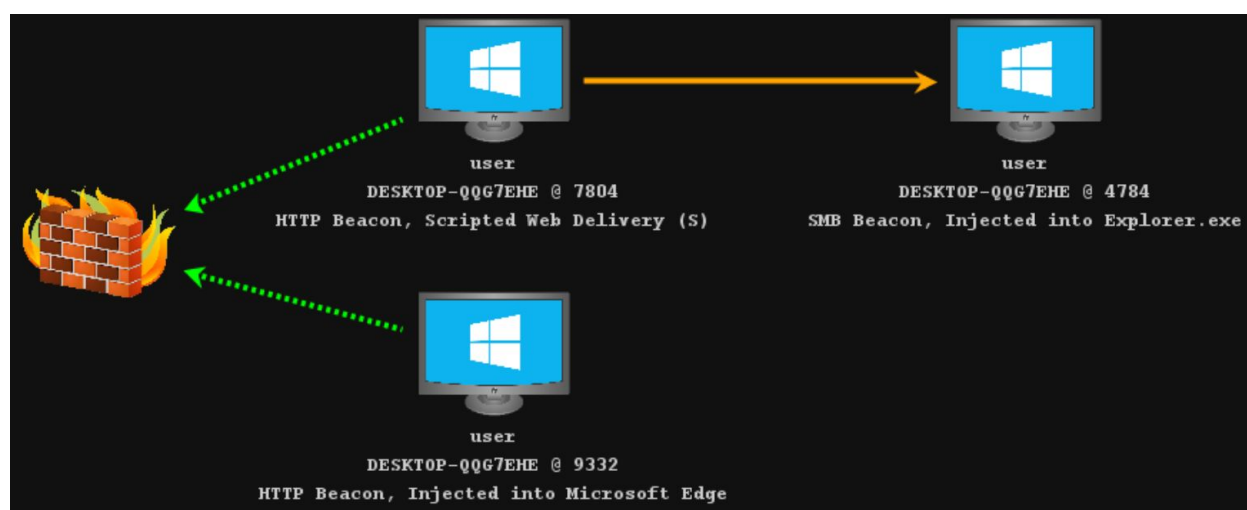 user
DESKTOP-QQG7EHE @ 7804
HTTP Beacon, Scripted Web Delivery (S)
user
DESKTOP-QQG7EHE @ 4784
SMB Beacon, Injected into Explorer.exe
user
DESKTOP-QQG7EHE @ 9332
HTTP Beacon, Injected into Microsoft Edge